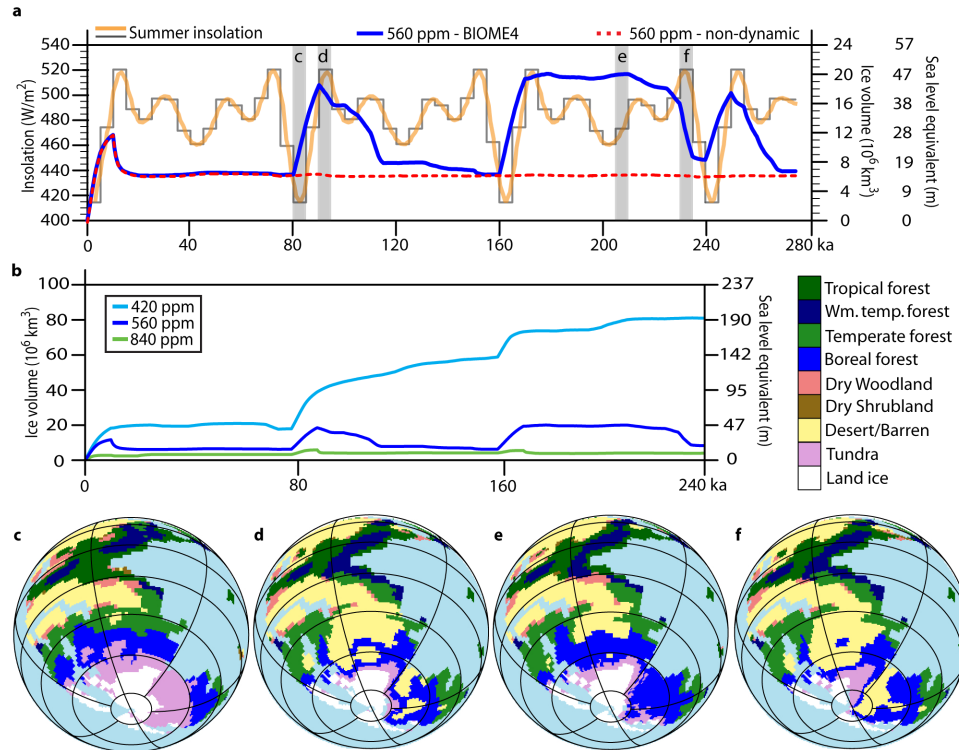 a
Summer insolation
560 ppm - BIOME4
560 ppm - non-dynamic
540
520
500
480
460
440
420
400
Insolation (W/m²)
c
d
e
f
24
20
16
12
8
4
0
Ice volume (10⁶ km³)
57
47
38
28
19
9
0
Sea level equivalent (m)
0
40
80
120
160
200
240
280 ka
b
100
80
60
40
20
0
Ice volume (10⁶ km³)
420 ppm
560 ppm
840 ppm
237
190
142
95
47
0
Sea level equivalent (m)
0
80
160
240 ka
Tropical forest
Wm. temp. forest
Temperate forest
Boreal forest
Dry Woodland
Dry Shrubland
Desert/Barren
Tundra
Land ice
c
d
e
f